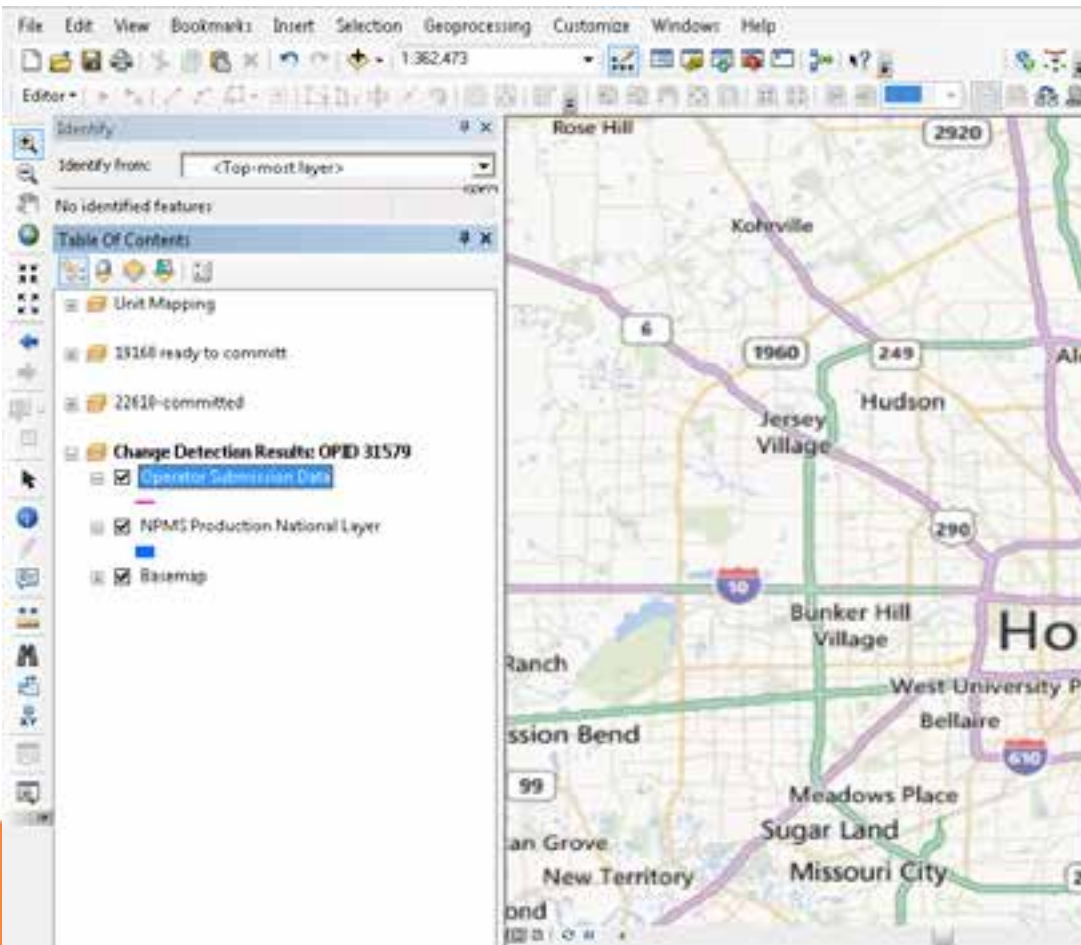 File Edit View Bookmarks Insert Selection Geoprocessing Customize Windows Help
1:362,473
Editor
Identify
Identify from: <Top-most layer>
No identified features
Table Of Contents
Unit Mapping
19160 ready to committ
22610-committed
Change Detection Results: OPID 31579
Operator Submission Data
NPMS Production National Layer
Basemap
Rose Hill
2920
Kohrville
6
1960
249
Al
Hudson
Jersey
Village
290
10
Bunker Hill
Village
Ho
Ranch
West University P
Bellaire
ssion Bend
610
99
Meadows Place
Sugar Land
an Grove
Missouri City
2
New Territory
ond